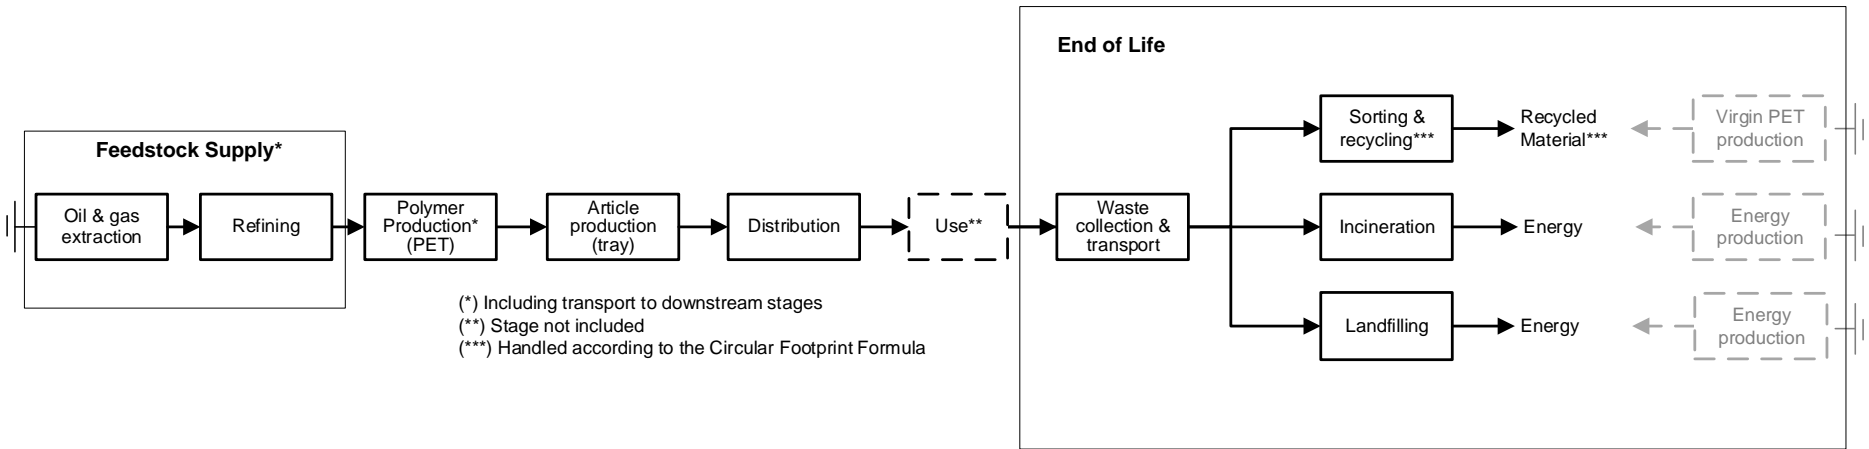 End of Life
Feedstock Supply*
Oil & gas
extraction
Refining
Polymer
Production*
(PET)
Article
production
(tray)
Distribution
Use**
Waste
collection &
transport
Sorting &
recycling***
Recycled
Material***
Virgin PET
production
Incineration
Energy
Energy
production
Landfilling
Energy
Energy
production
(*) Including transport to downstream stages
(**) Stage not included
(***) Handled according to the Circular Footprint Formula